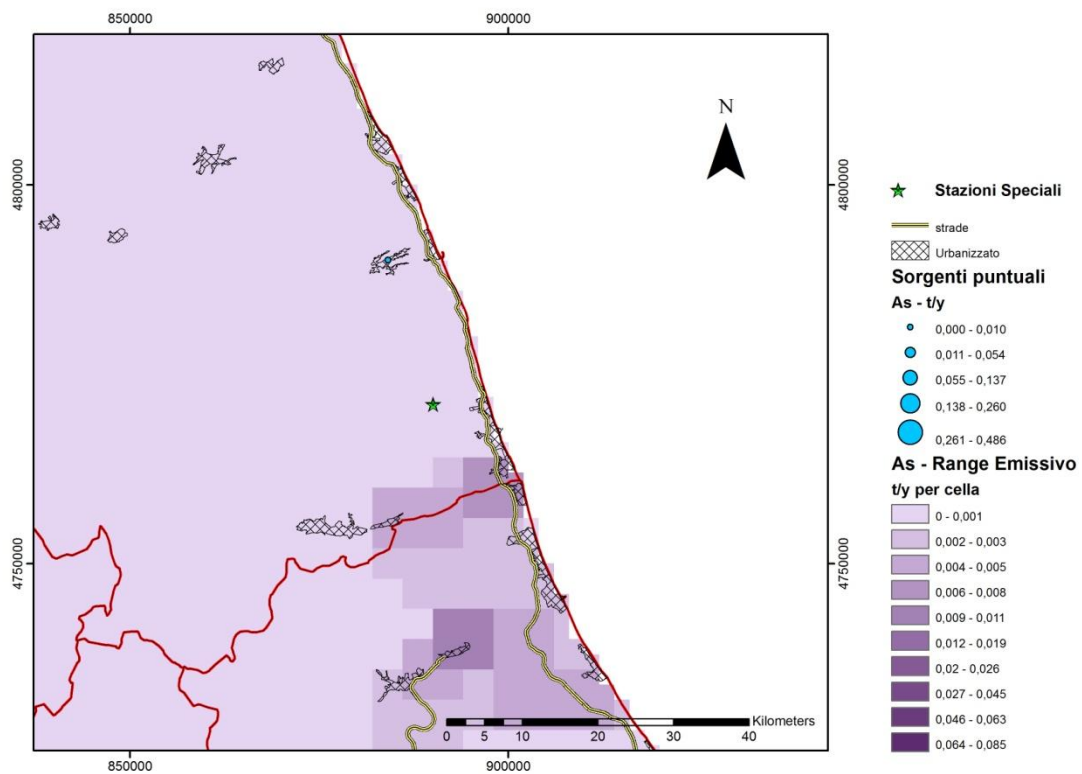 850000
900000
N
4800000
4800000
4750000
4750000
0 5 10 20 30 40
Kilometers
850000
900000
Stazioni Speciali
strade
Urbanizzato
Sorgenti puntuali
As - t/y
0,000 - 0,010
0,011 - 0,054
0,055 - 0,137
0,138 - 0,260
0,261 - 0,486
As - Range Emissivo
t/y per cella
0 - 0,001
0,002 - 0,003
0,004 - 0,005
0,006 - 0,008
0,009 - 0,011
0,012 - 0,019
0,02 - 0,026
0,027 - 0,045
0,046 - 0,063
0,064 - 0,085